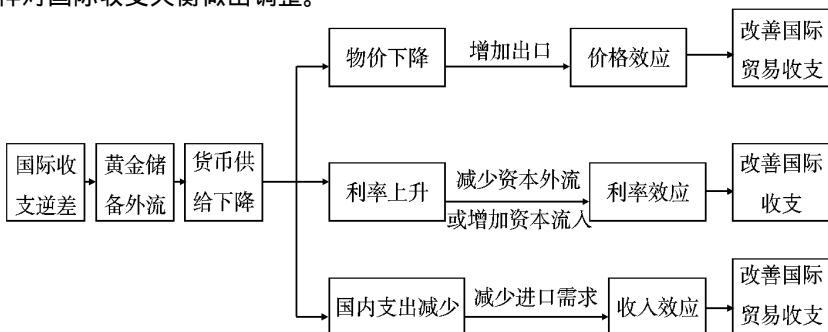 对国际收支失衡做出调整。
物价下降
增加出口
价格效应
改善国际
贸易收支
国际收
支逆差
黄金储
备外流
货币供
给下降
利率上升
减少资本外流
或增加资本流入
利率效应
改善国际
收支
国内支出减少
减少进口需求
收入效应
改善国际
贸易收支